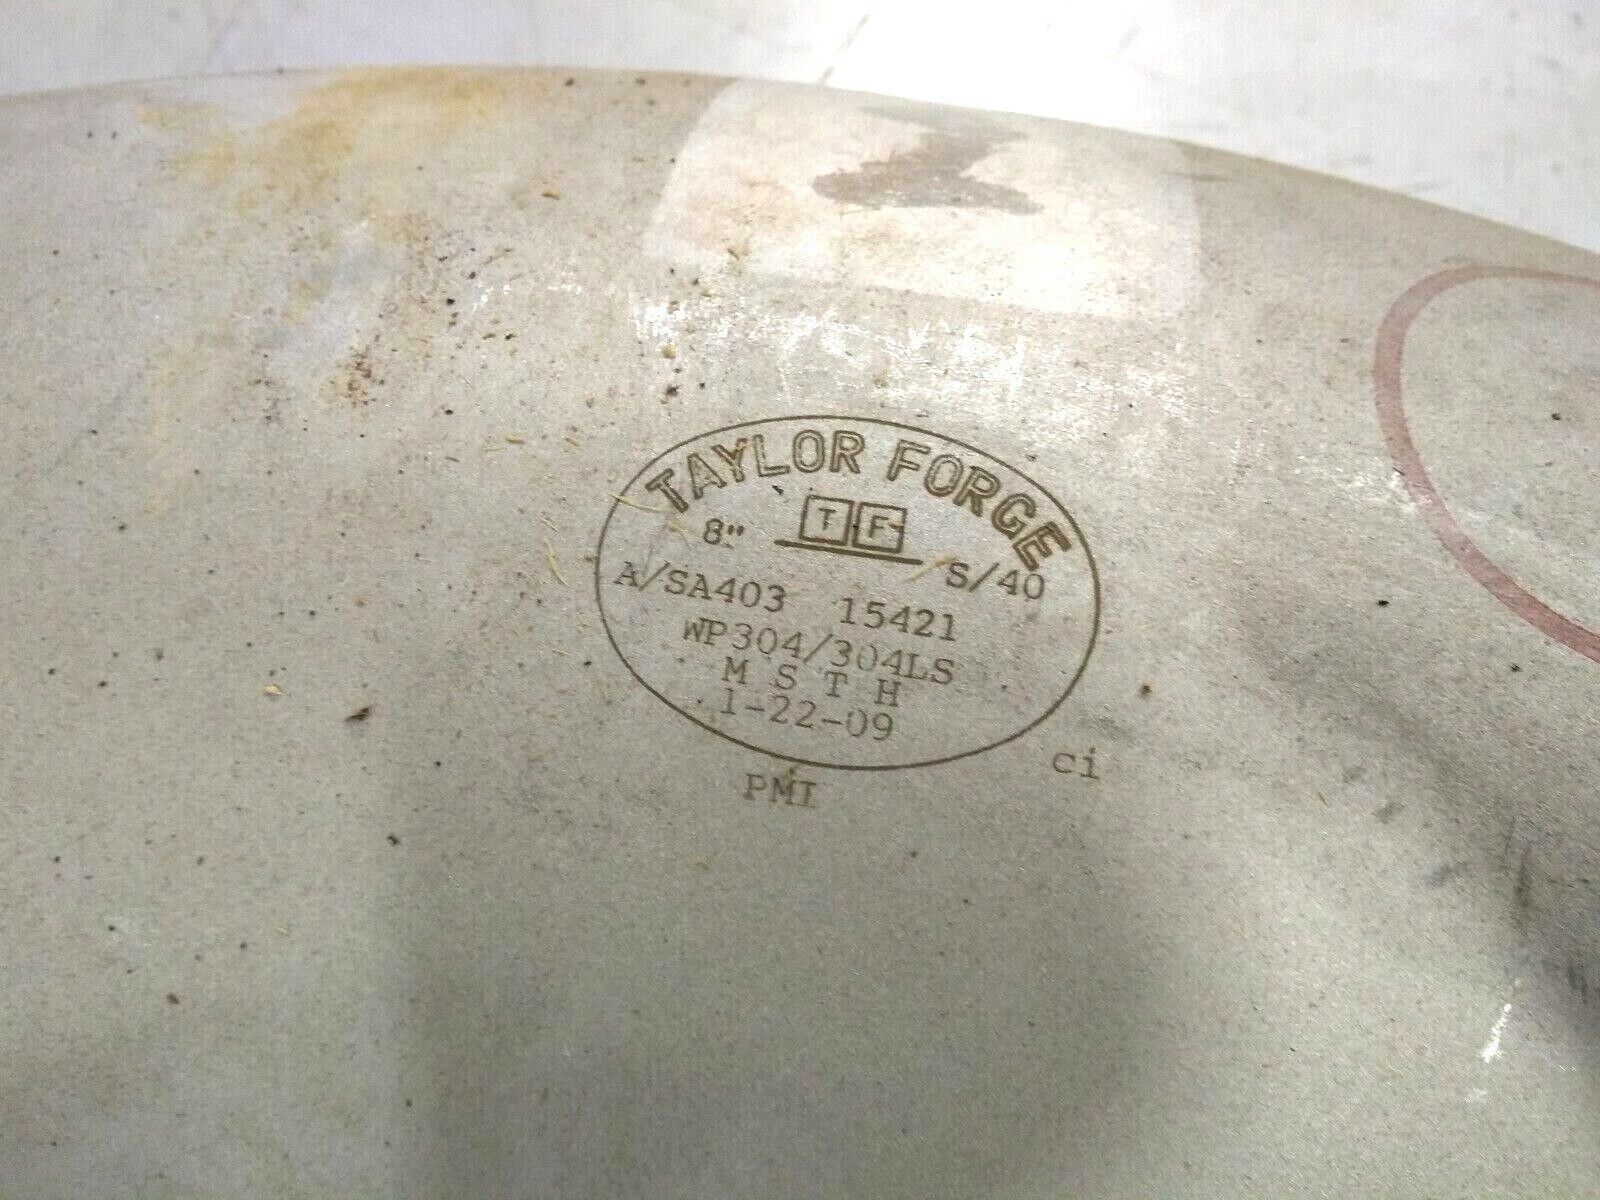 TAYLOR FORGE
8" TF S/40
A/SA403 15421
WP304/304LS
M S T H
1-22-09
ci
PMI